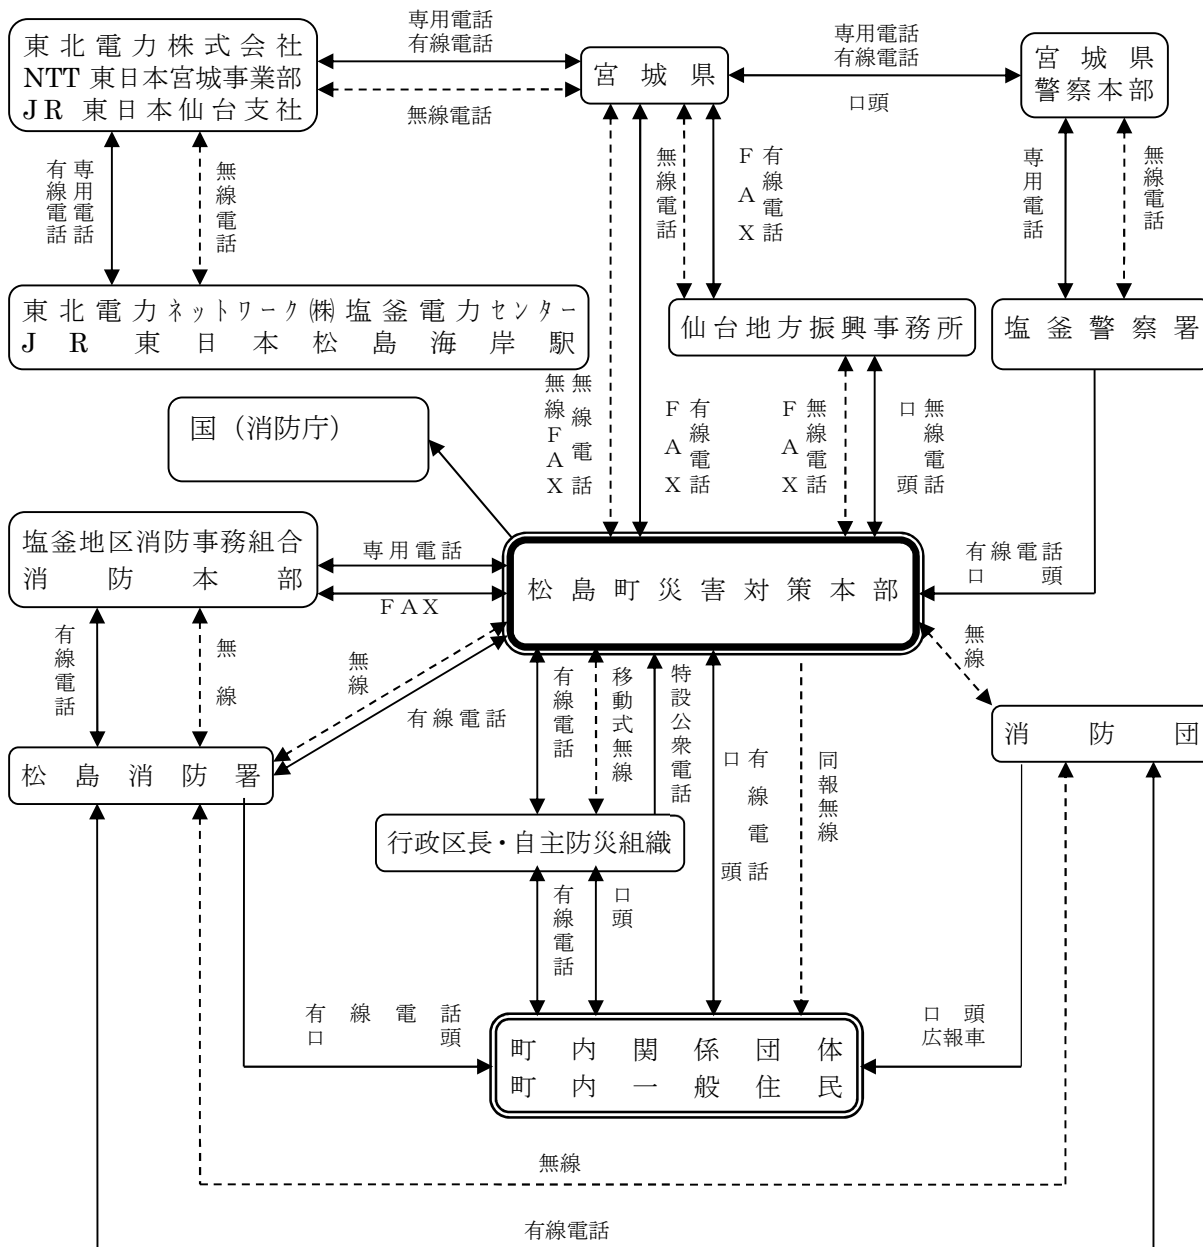 専用電話
有線電話
東北電力株式会社
NTT東日本宮城事業部
JR東日本仙台支社
無線電話
宮城県
専用電話
有線電話
口頭
宮城県
警察本部
専用電話
有線電話
無線電話
無線電話
有線電話
FAX
専用電話
無線電話
東北電力ネットワーク㈱塩釜電力センター
JR東日本松島海岸駅
仙台地方振興事務所
塩釜警察署
無線電話
無線FAX
有線電話
FAX
無線電話
FAX
無線電話
口頭
国(消防庁)
塩釜地区消防事務組合
消防本部
専用電話
FAX
松島町災害対策本部
有線電話
口頭
有線電話
無線
無線
有線電話
有線電話
移動式無線
特設公衆電話
有線電話
口頭
同報無線
無線
消防団
松島消防署
行政区長・自主防災組織
有線電話
口頭
有線電話
口頭
口頭
広報車
町内関係団体
町内一般住民
無線
有線電話